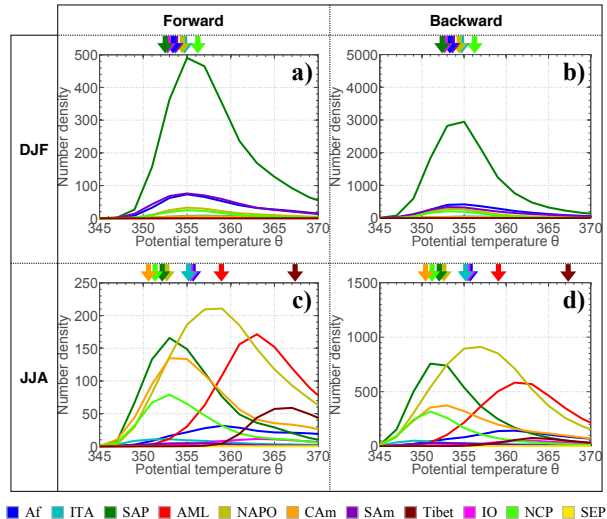 Forward Backward
DJF
a)
Number density
500
400
300
200
100
0
345 350 355 360 365 370
Potential temperature θ
b)
Number density
5000
4000
3000
2000
1000
0
345 350 355 360 365 370
Potential temperature θ
JJA
c)
Number density
250
200
150
100
50
0
345 350 355 360 365 370
Potential temperature θ
d)
Number density
1500
1000
500
0
345 350 355 360 365 370
Potential temperature θ
Af ITA SAP AML NAPO CAm SAm Tibet IO NCP SEP